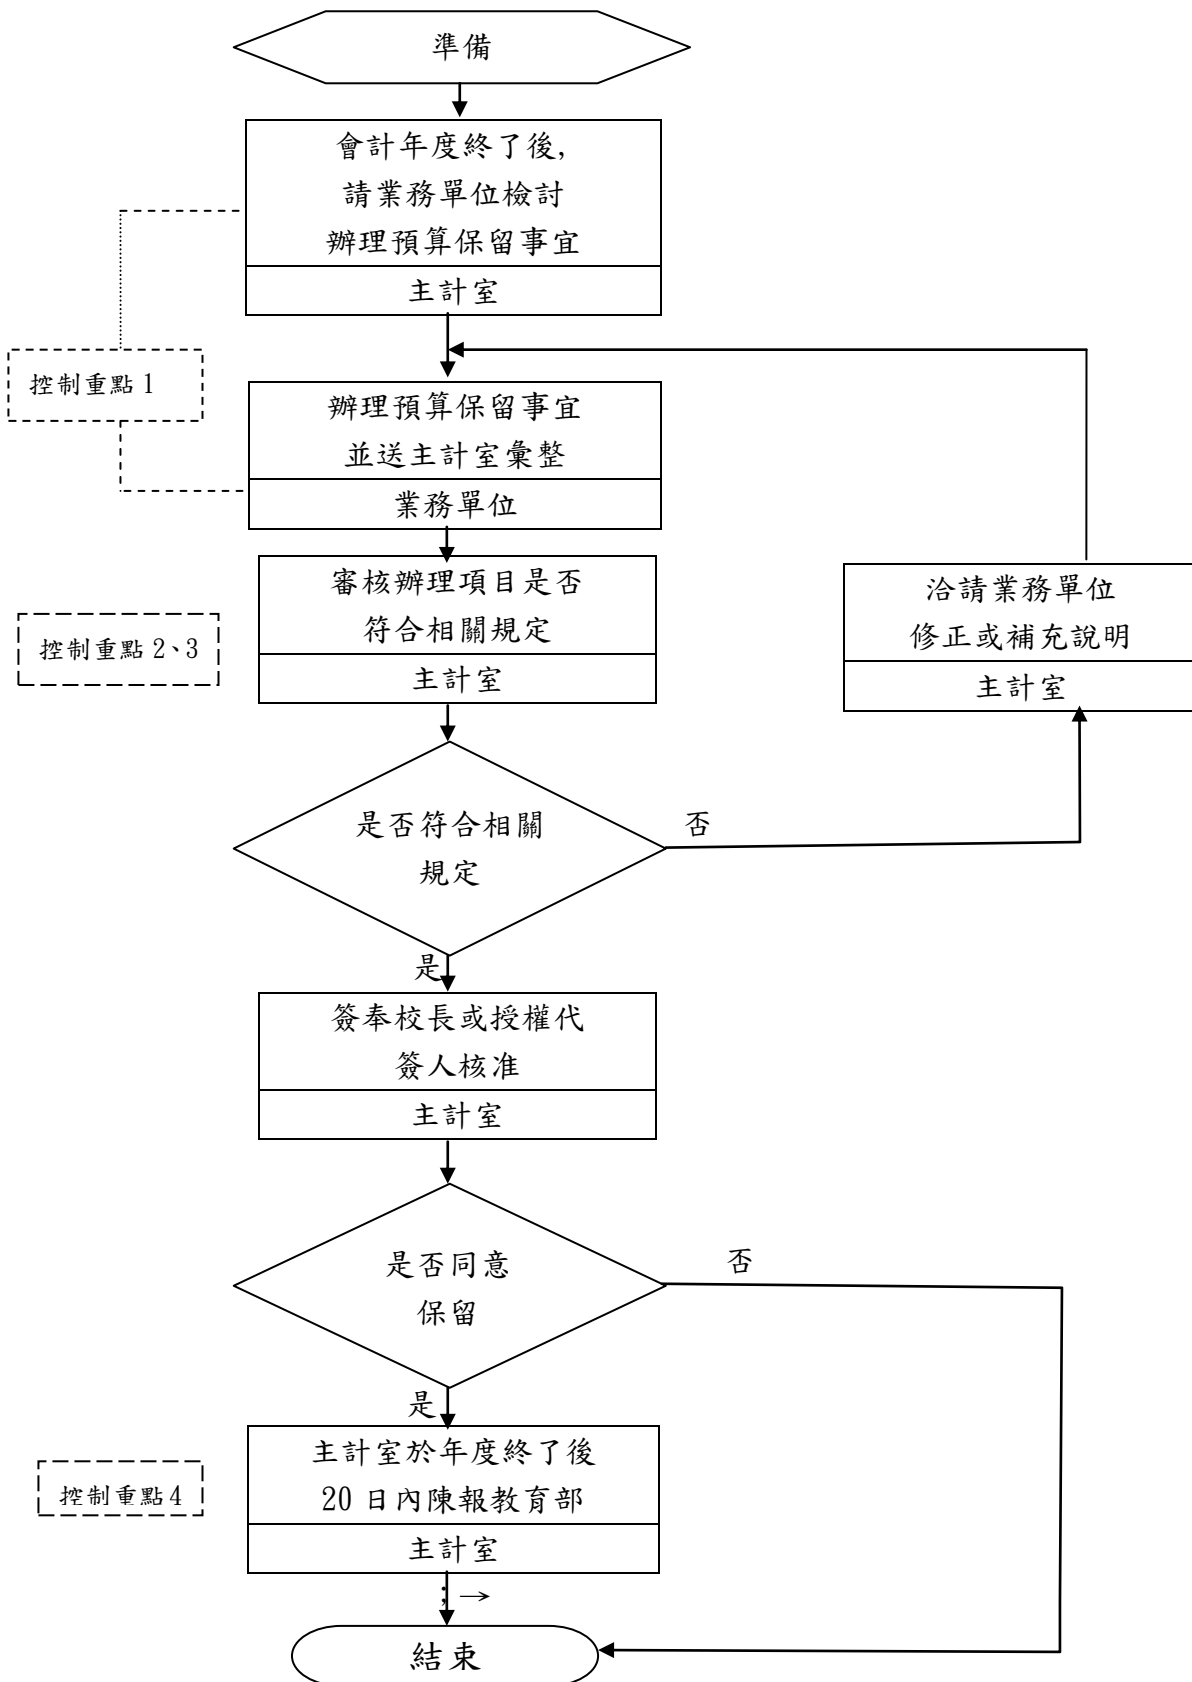 準備
會計年度終了後,
請業務單位檢討
辦理預算保留事宜
主計室
控制重點1
辦理預算保留事宜
並送主計室彙整
業務單位
審核辦理項目是否
符合相關規定
主計室
控制重點2、3
洽請業務單位
修正或補充說明
主計室
是否符合相關
規定
否
是
簽奉校長或授權代
簽人核准
主計室
是否同意
保留
否
是
主計室於年度終了後
20日內陳報教育部
主計室
控制重點4
; →
結束